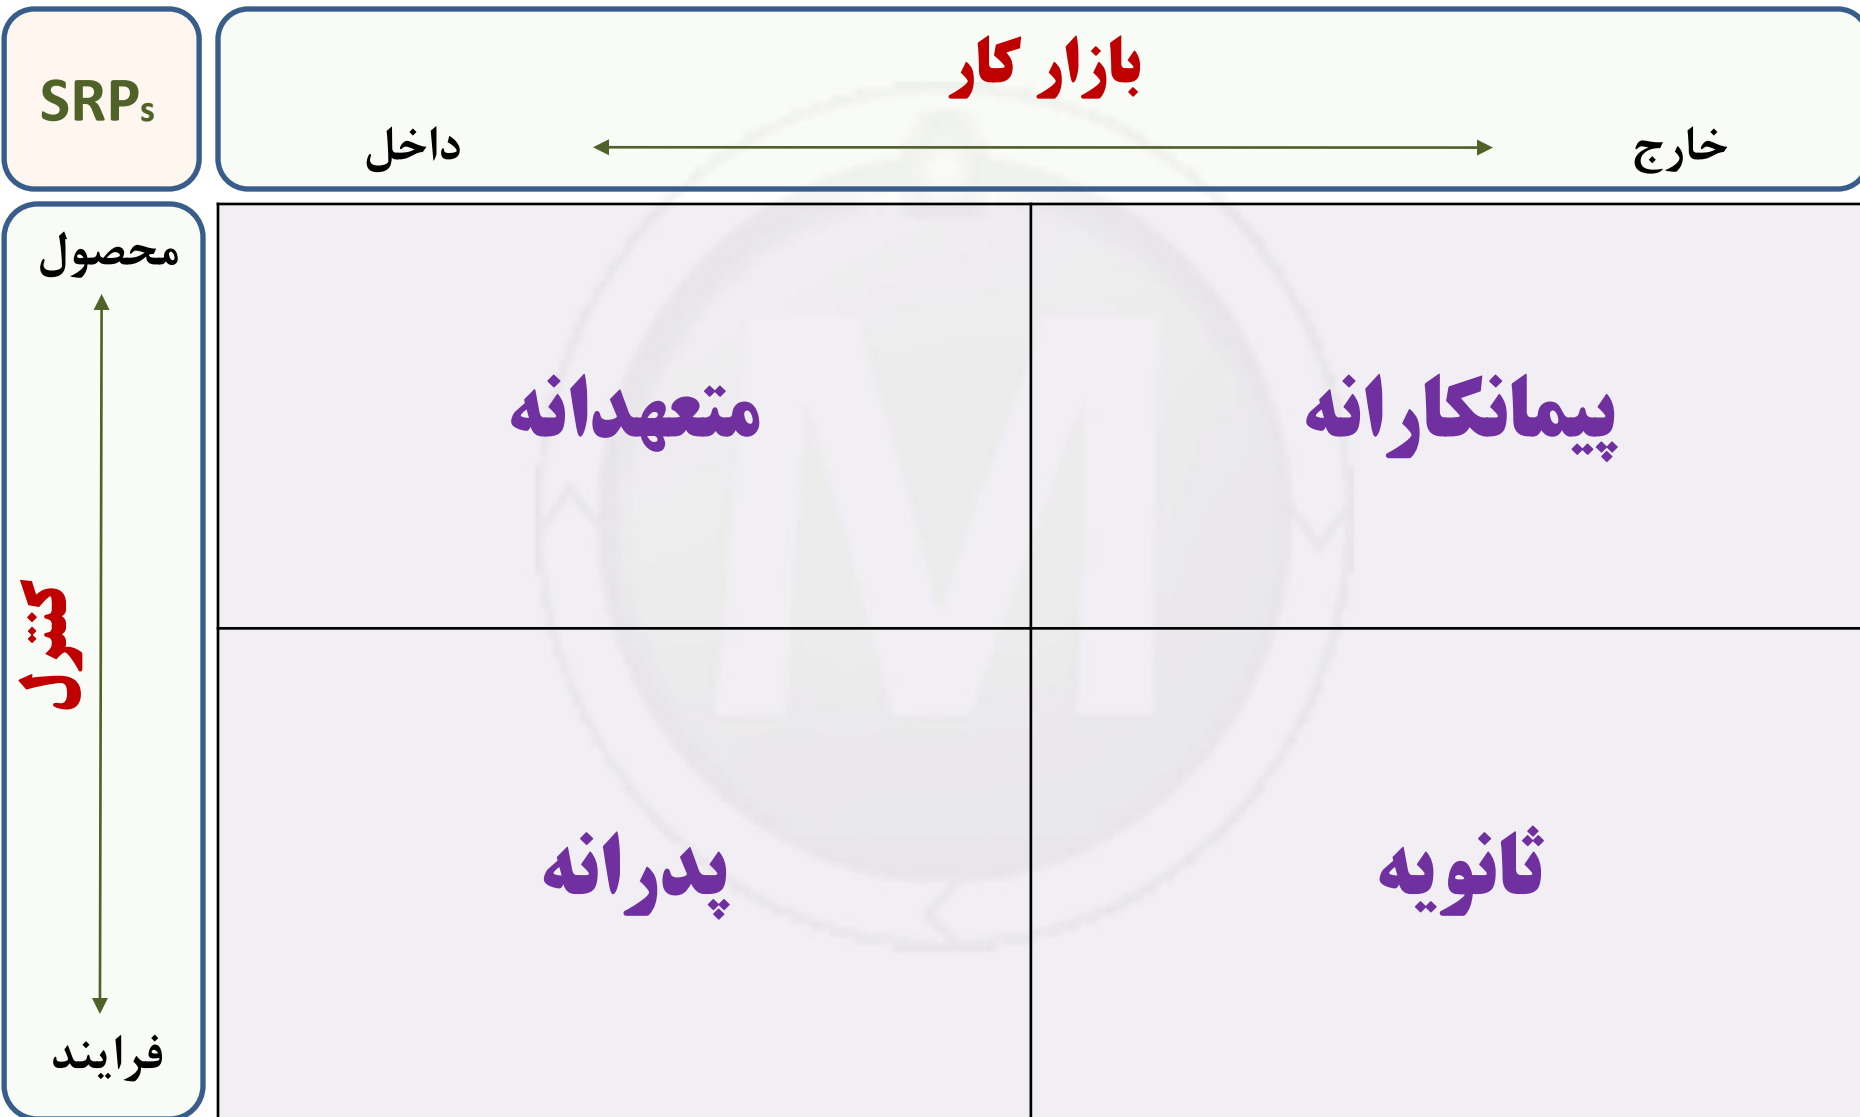 SRPs
بازار کار
خارج
داخل
محصول
کنترل
فرایند
پیمانکارانه
متعهدانه
ثانویه
پدرانه
M